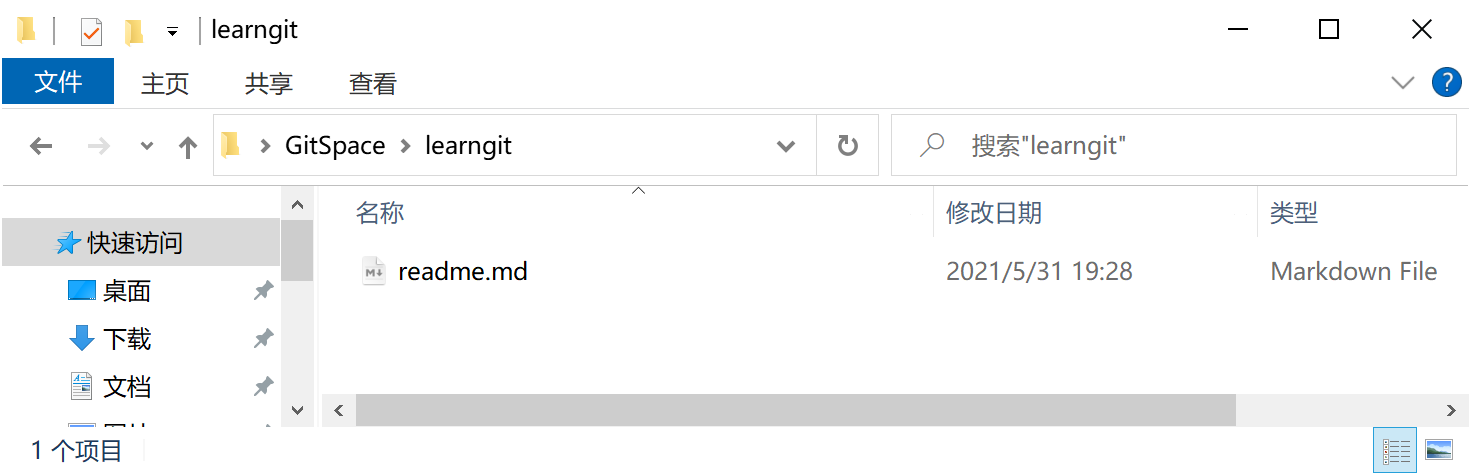 learngit
文件 主页 共享 查看
GitSpace learngit 搜索"learngit"
名称 修改日期 类型
快速访问
readme.md 2021/5/31 19:28 Markdown File
桌面
下载
文档
1 个项目